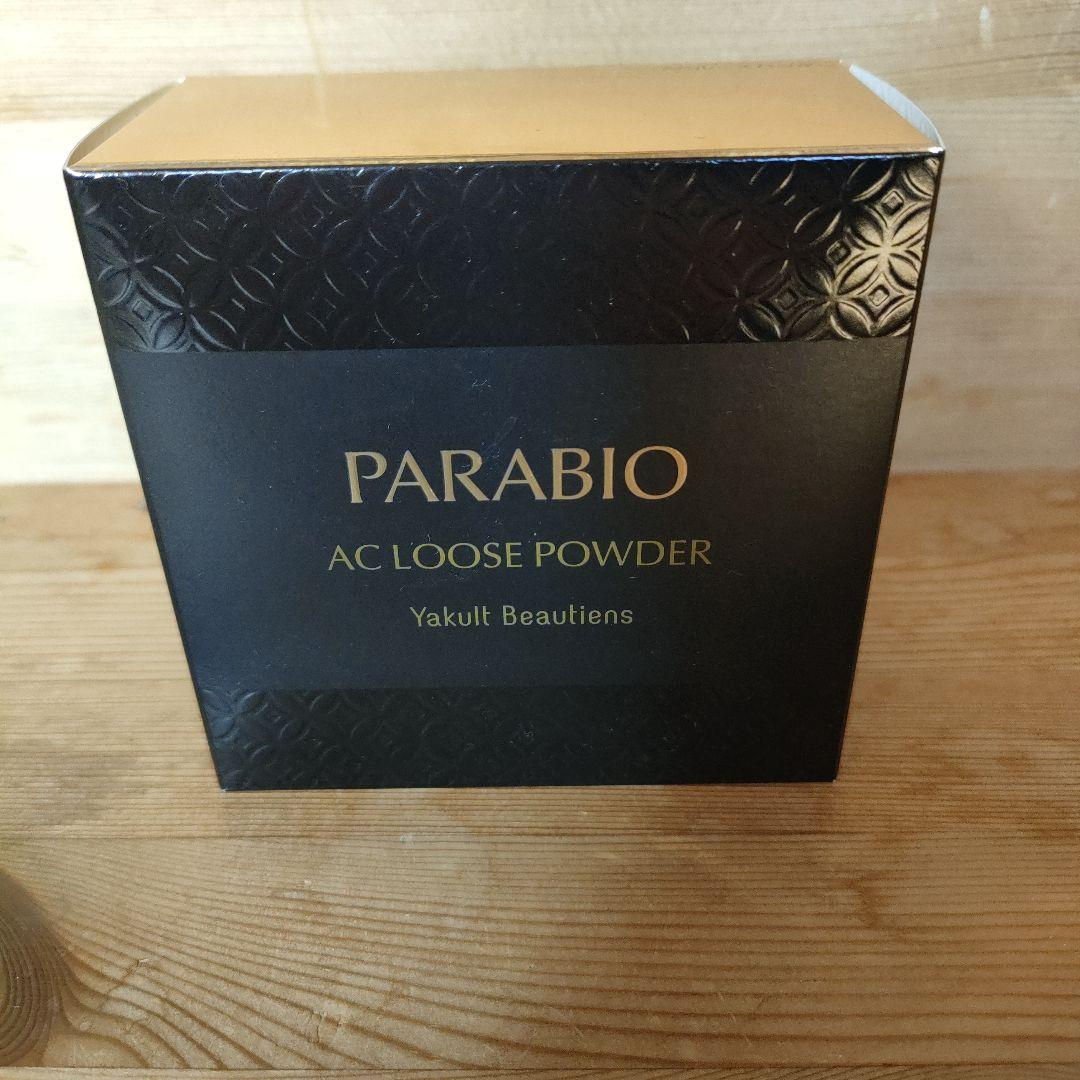 PARABIO
AC LOOSE POWDER
Yakult Beautiens